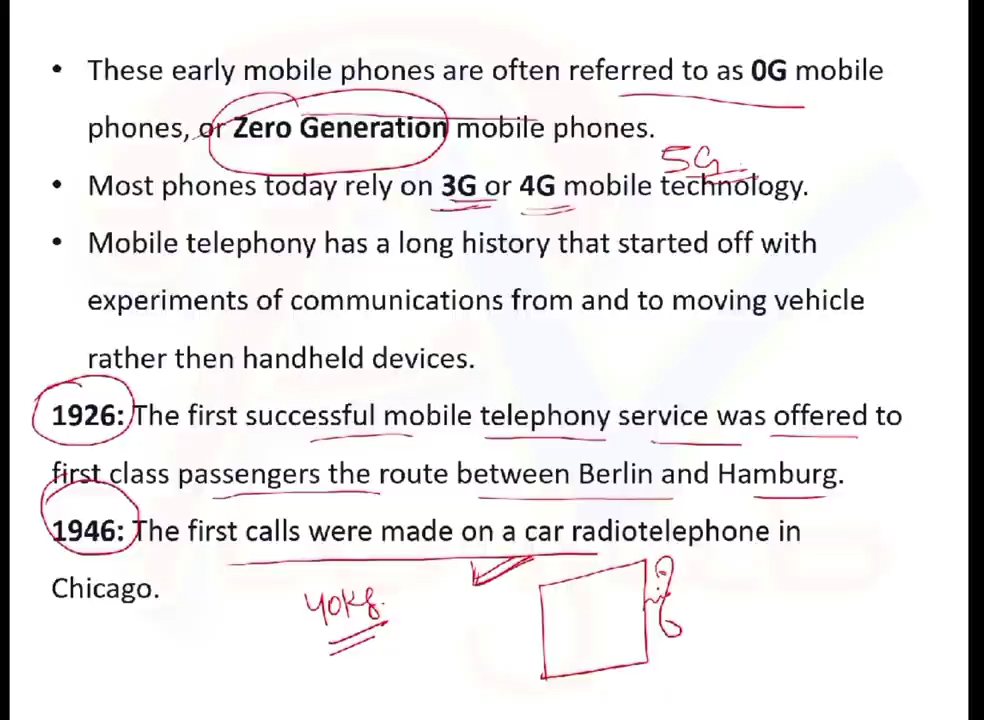 • These early mobile phones are often referred to as 0G mobile
phones, or Zero Generation mobile phones.
5G
• Most phones today rely on 3G or 4G mobile technology.
• Mobile telephony has a long history that started off with
experiments of communications from and to moving vehicle
rather then handheld devices.
1926: The first successful mobile telephony service was offered to
first class passengers the route between Berlin and Hamburg.
1946: The first calls were made on a car radiotelephone in
Chicago.
40kg.